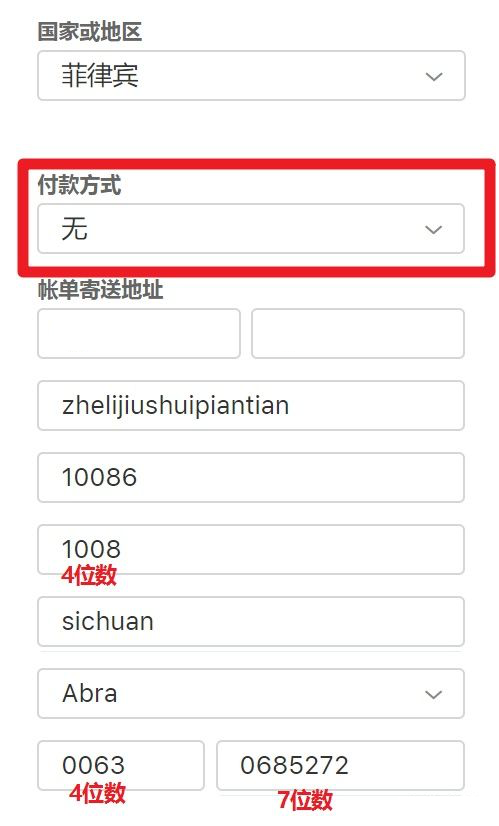 国家或地区
菲律宾
付款方式
无
帐单寄送地址
zhelijiushuipiantian
10086
1008
4位数
sichuan
Abra
0063 0685272
4位数 7位数